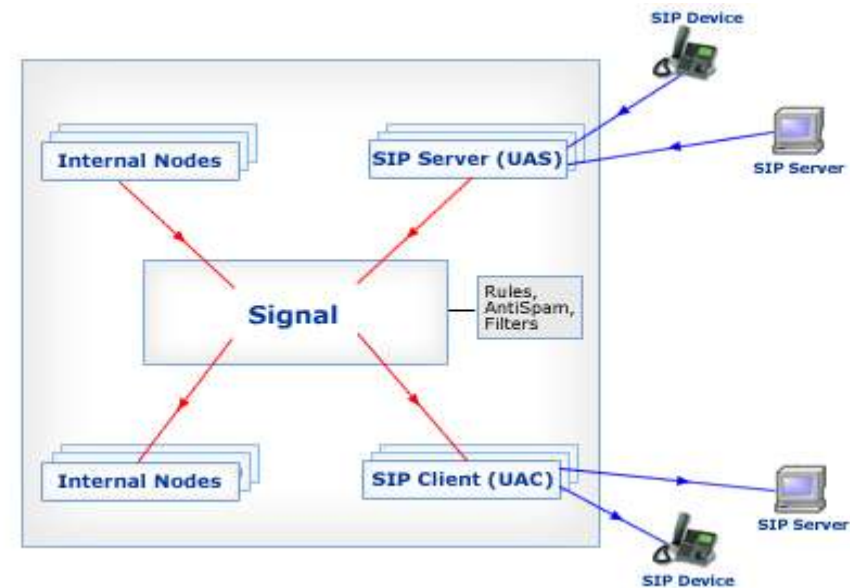 SIP Device
Internal Nodes
SIP Server (UAS)
SIP Server
Signal
Rules,
AntiSpam,
Filters
Internal Nodes
SIP Client (UAC)
SIP Server
SIP Device